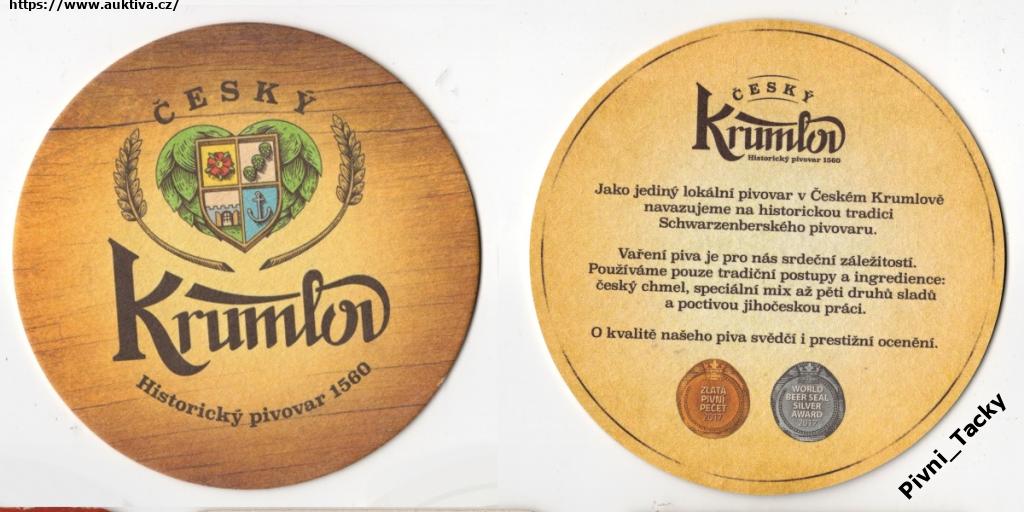 https://www.auktiva.cz/
ČESKÝ
Krumlov
Historický pivovar 1560
ČESKÝ
Krumlov
Historický pivovar 1560
Jako jediný lokální pivovar v Českém Krumlově
navazujeme na historickou tradici
Schwarzenberského pivovaru.
Vaření piva je pro nás srdeční záležitostí.
Používáme pouze tradiční postupy a ingredience:
český chmel, speciální mix až pěti druhů sladů
a poctivou jihočeskou práci.
O kvalitě našeho piva svědčí i prestižní ocenění.
ZLATÁ
PIVNÍ
PEČEŤ
2017
WORLD
BEER SEAL
SILVER
AWARD
2017
Pivni_Tacky